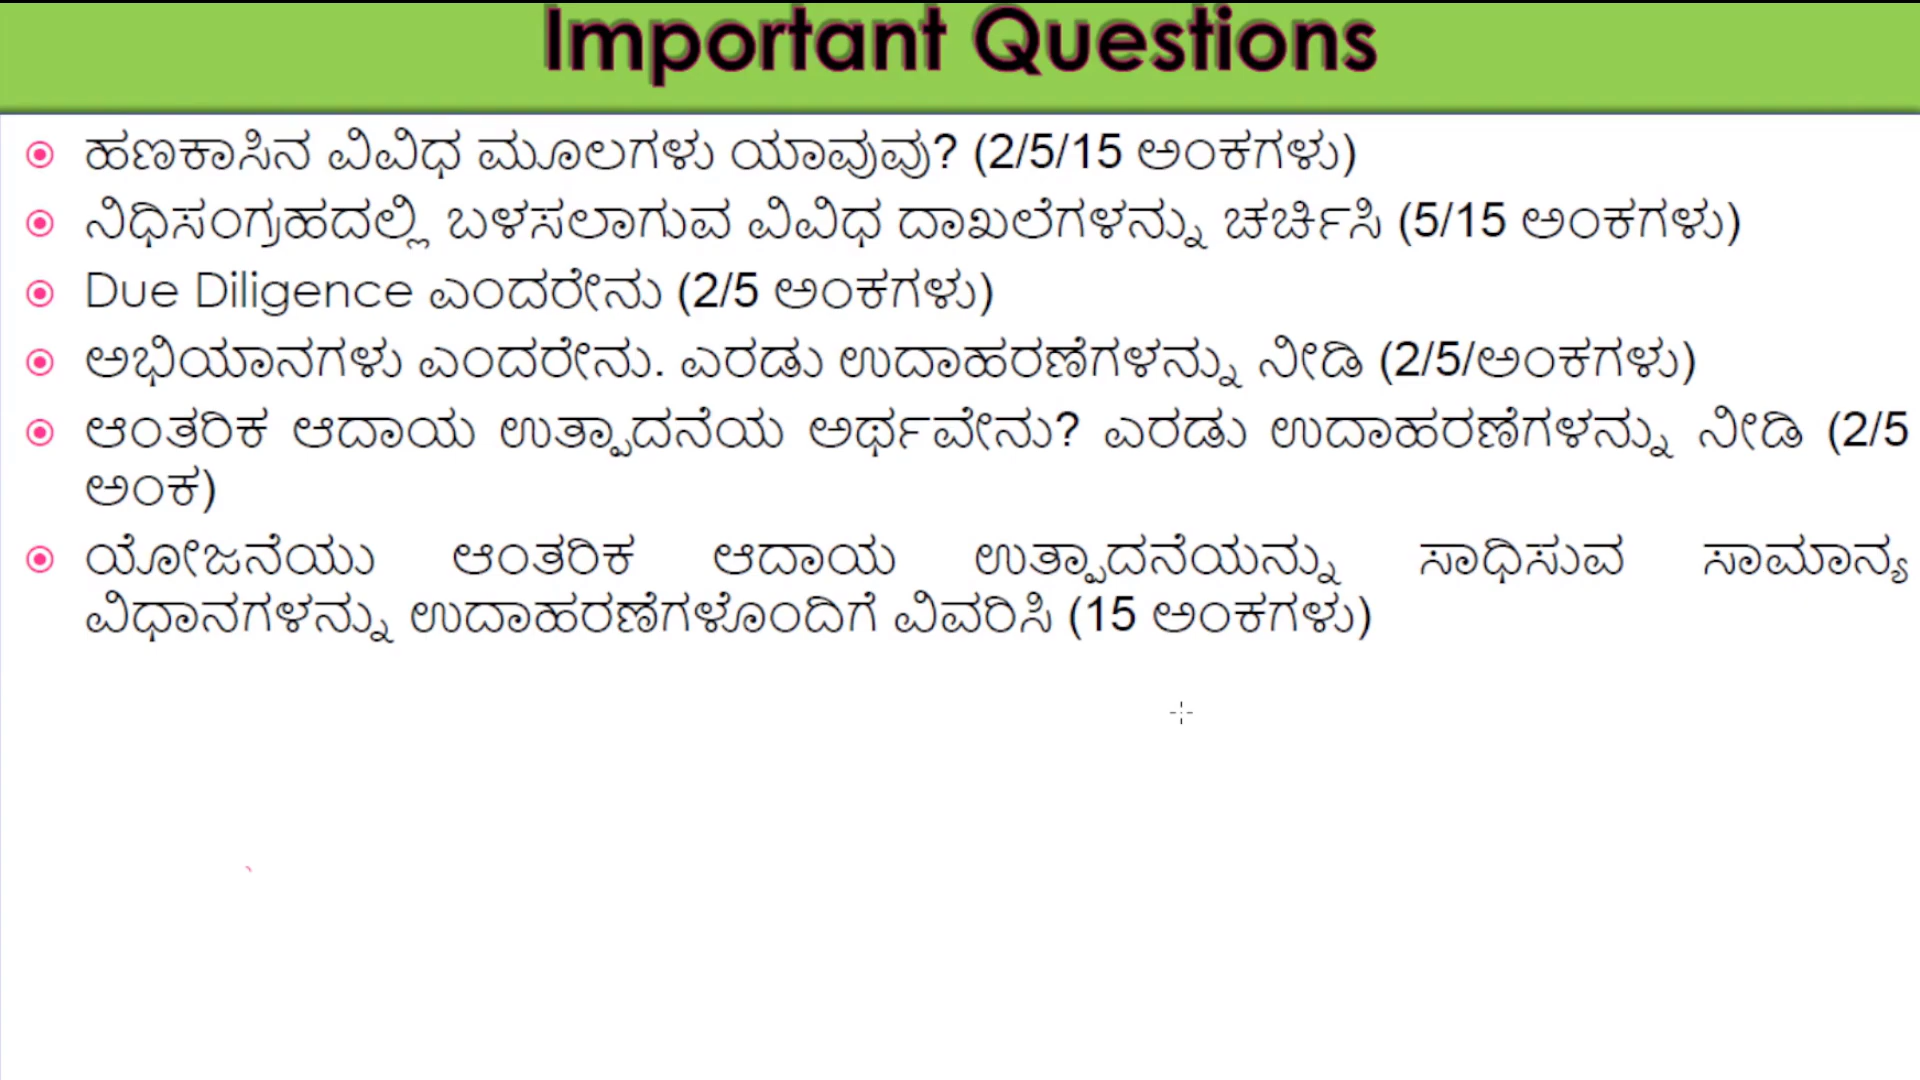 Important Questions
ಹಣಕಾಸಿನ ವಿವಿಧ ಮೂಲಗಳು ಯಾವುವು? (2/5/15 ಅಂಕಗಳು)
ನಿಧಿಸಂಗ್ರಹದಲ್ಲಿ ಬಳಸಲಾಗುವ ವಿವಿಧ ದಾಖಲೆಗಳನ್ನು ಚರ್ಚಿಸಿ (5/15 ಅಂಕಗಳು)
Due Diligence ಎಂದರೇನು (2/5 ಅಂಕಗಳು)
ಅಭಿಯಾನಗಳು ಎಂದರೇನು. ಎರಡು ಉದಾಹರಣೆಗಳನ್ನು ನೀಡಿ (2/5/ಅಂಕಗಳು)
ಆಂತರಿಕ ಆದಾಯ ಉತ್ಪಾದನೆಯ ಅರ್ಥವೇನು? ಎರಡು ಉದಾಹರಣೆಗಳನ್ನು ನೀಡಿ (2/5
ಅಂಕ)
ಯೋಜನೆಯು ಆಂತರಿಕ ಆದಾಯ ಉತ್ಪಾದನೆಯನ್ನು ಸಾಧಿಸುವ ಸಾಮಾನ್ಯ
ವಿಧಾನಗಳನ್ನು ಉದಾಹರಣೆಗಳೊಂದಿಗೆ ವಿವರಿಸಿ (15 ಅಂಕಗಳು)